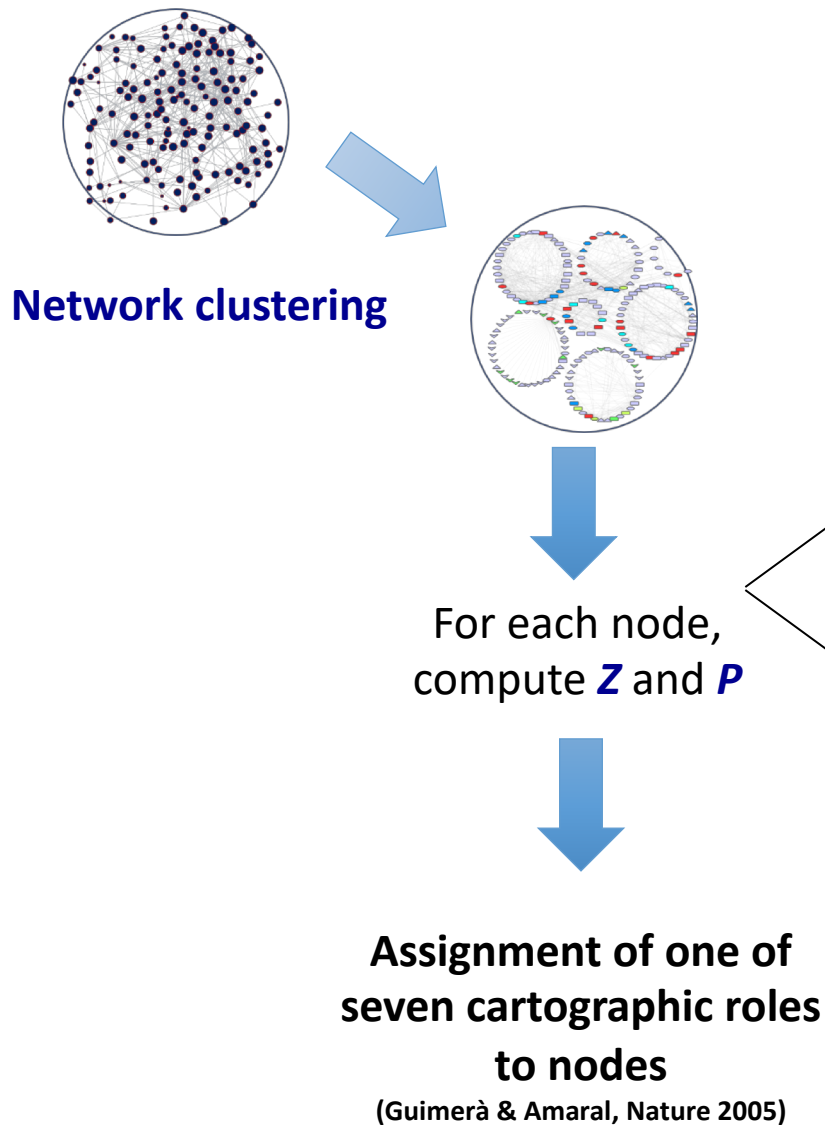 Network clustering
For each node,
compute Z and P
Assignment of one of
seven cartographic roles
to nodes
(Guimerà & Amaral, Nature 2005)